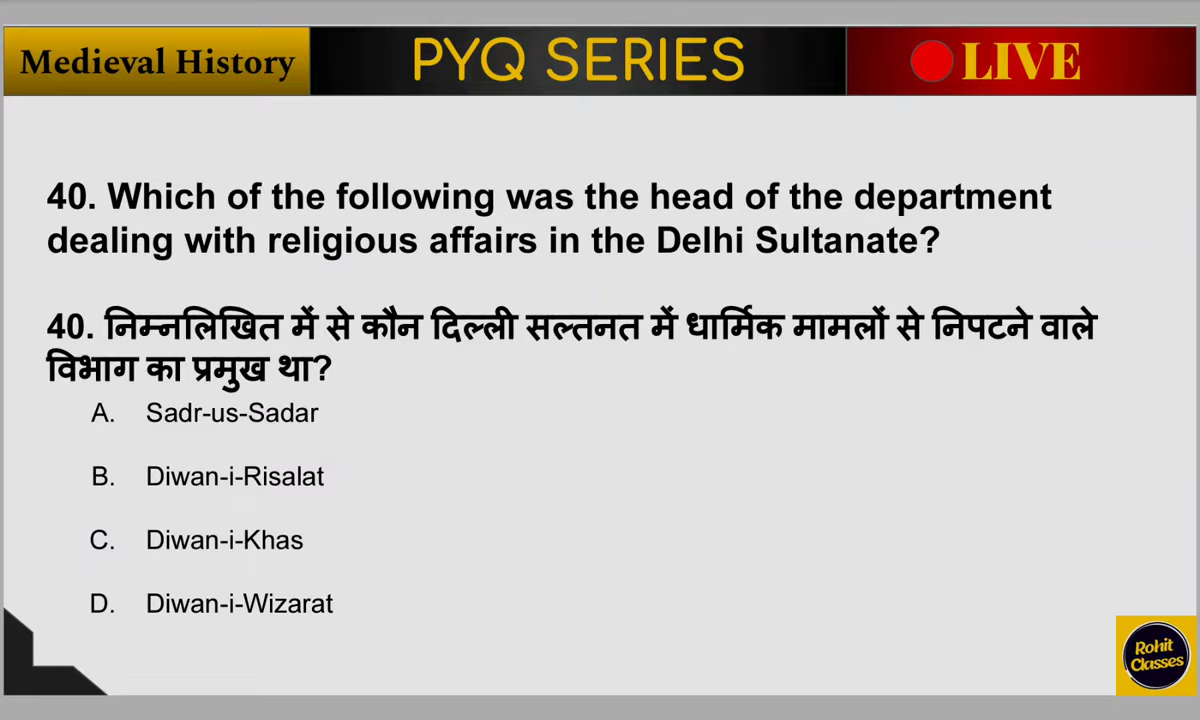 Medieval History
PYQ SERIES
LIVE
40. Which of the following was the head of the department
dealing with religious affairs in the Delhi Sultanate?
40. निम्नलिखित में से कौन दिल्ली सल्तनत में धार्मिक मामलों से निपटने वाले
विभाग का प्रमुख था?
A. Sadr-us-Sadar
B. Diwan-i-Risalat
C. Diwan-i-Khas
D. Diwan-i-Wizarat
Rohit
Classes